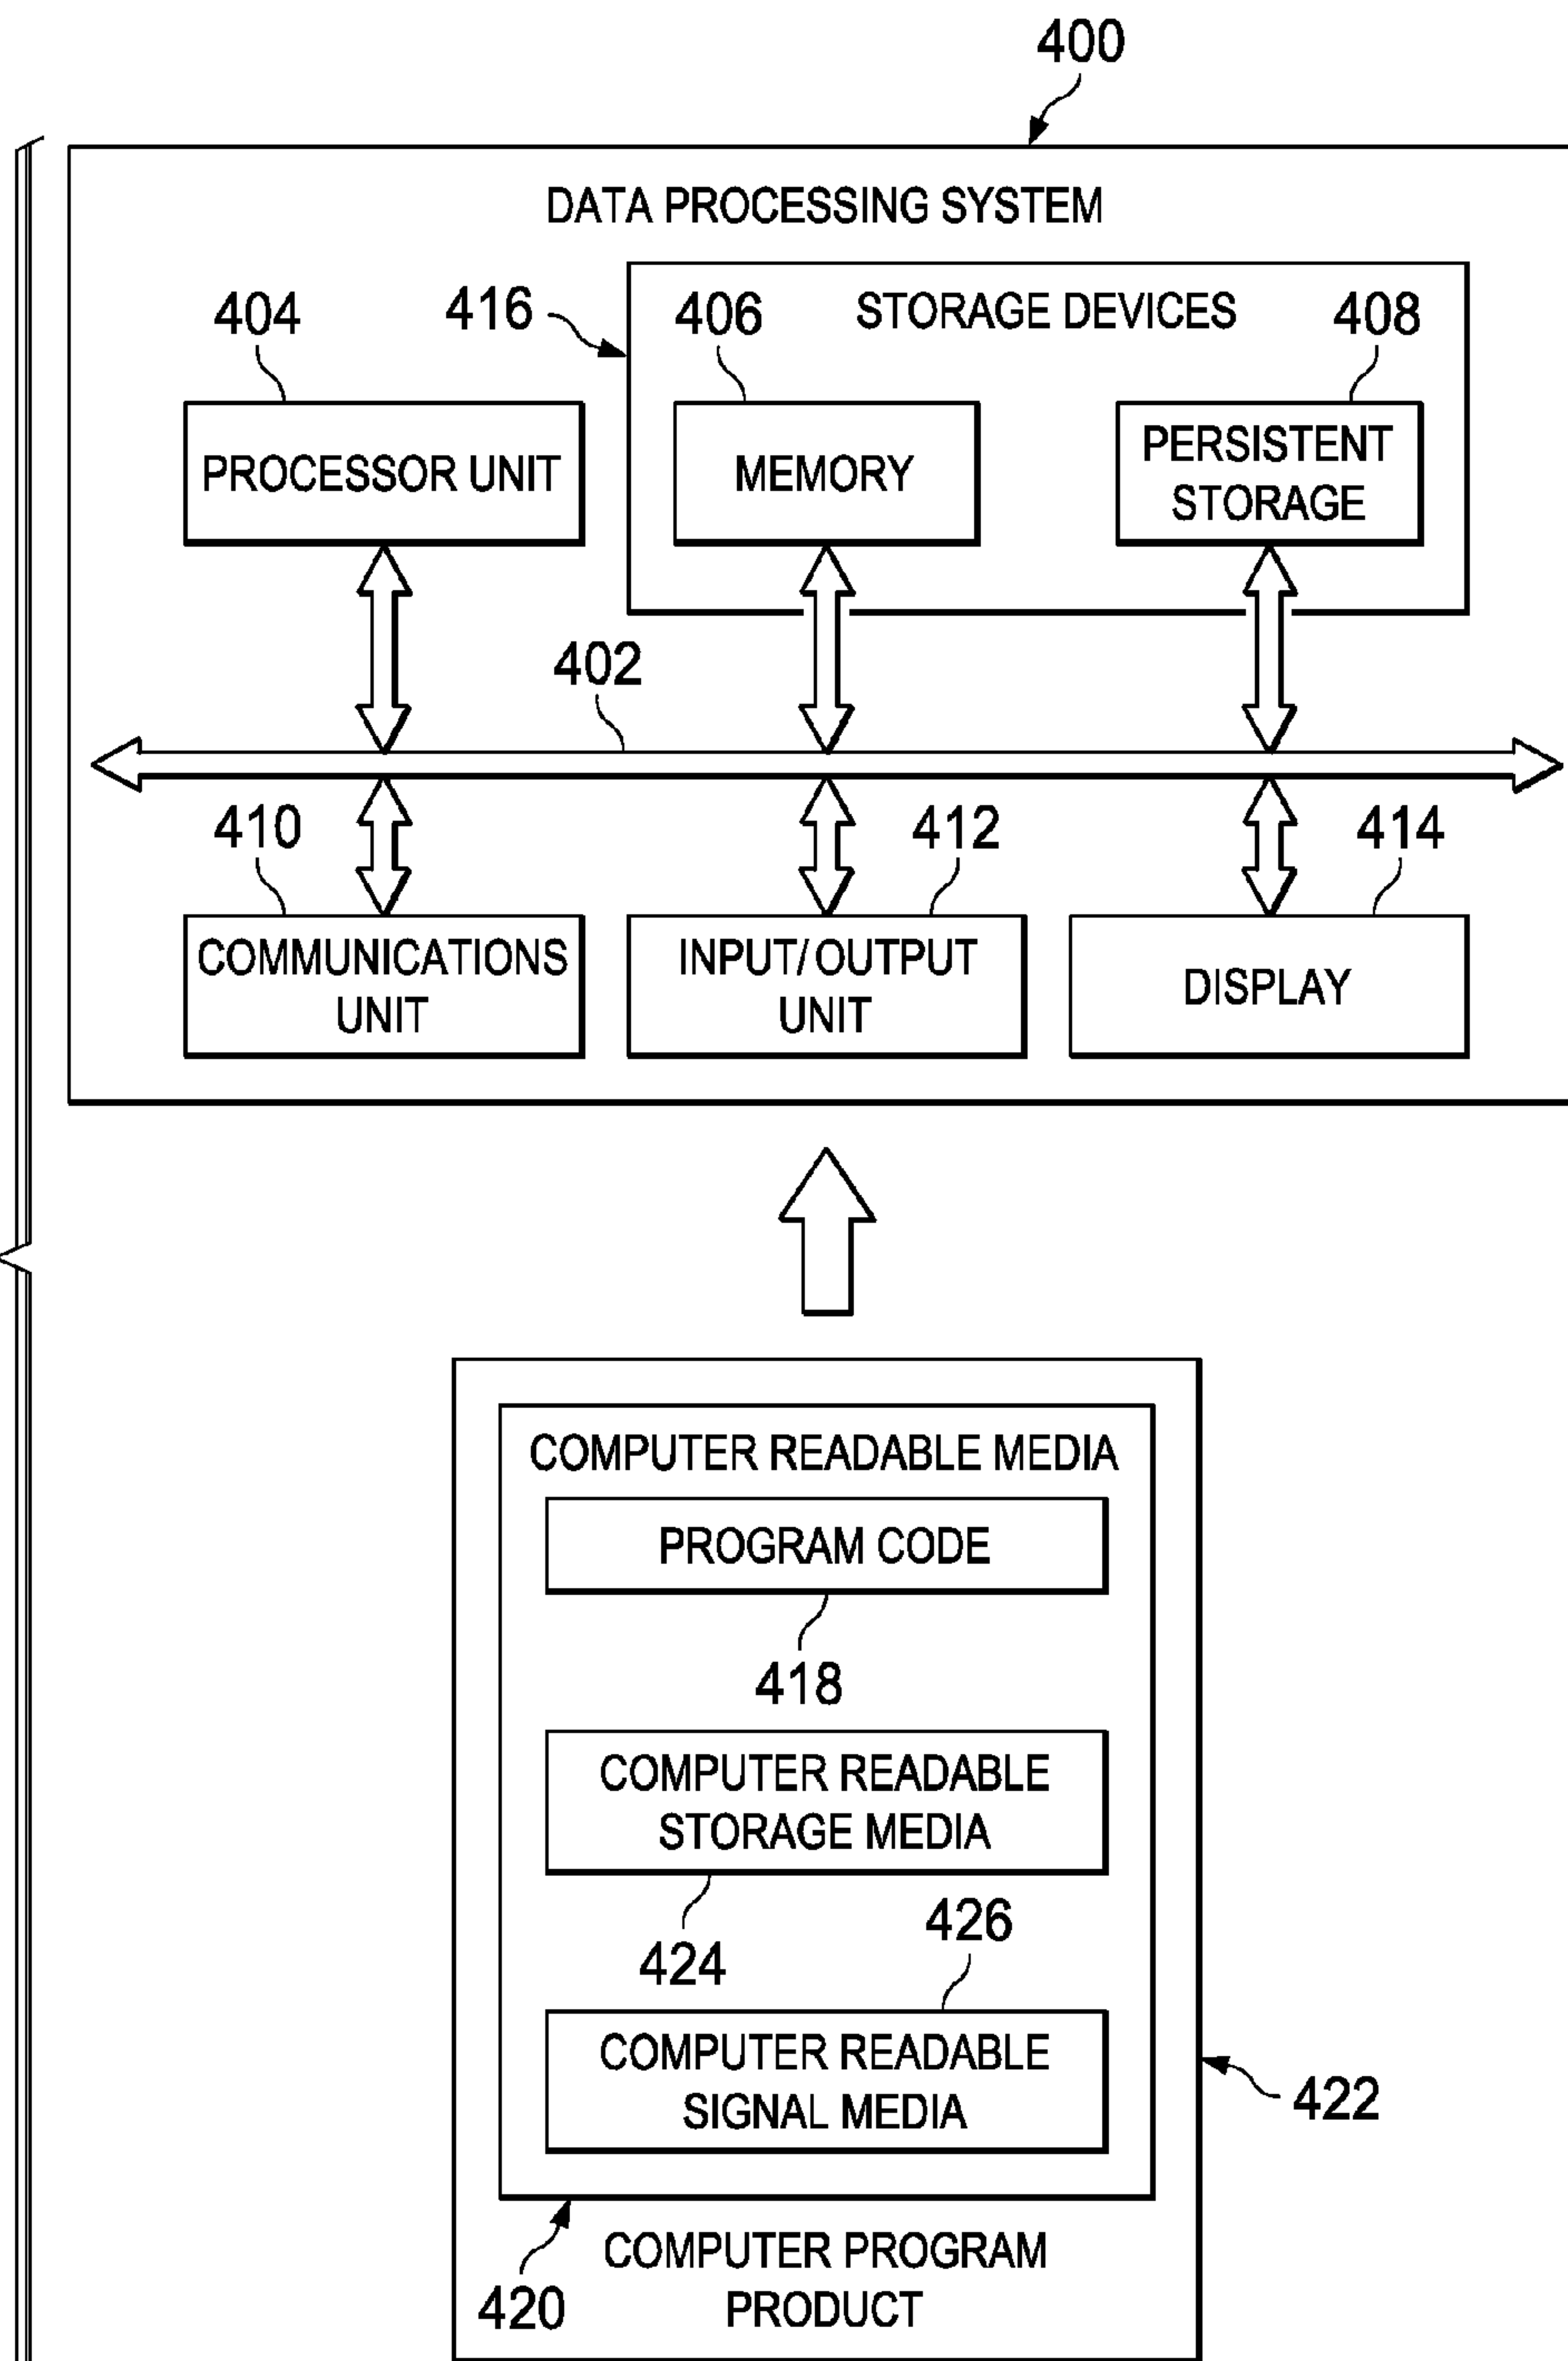 400
DATA PROCESSING SYSTEM
416
STORAGE DEVICES
404
406
408
PROCESSOR UNIT
MEMORY
PERSISTENT
STORAGE
402
410
412
414
COMMUNICATIONS
UNIT
INPUT/OUTPUT
UNIT
DISPLAY
COMPUTER READABLE MEDIA
PROGRAM CODE
418
COMPUTER READABLE
STORAGE MEDIA
424
426
COMPUTER READABLE
SIGNAL MEDIA
422
420
COMPUTER PROGRAM
PRODUCT